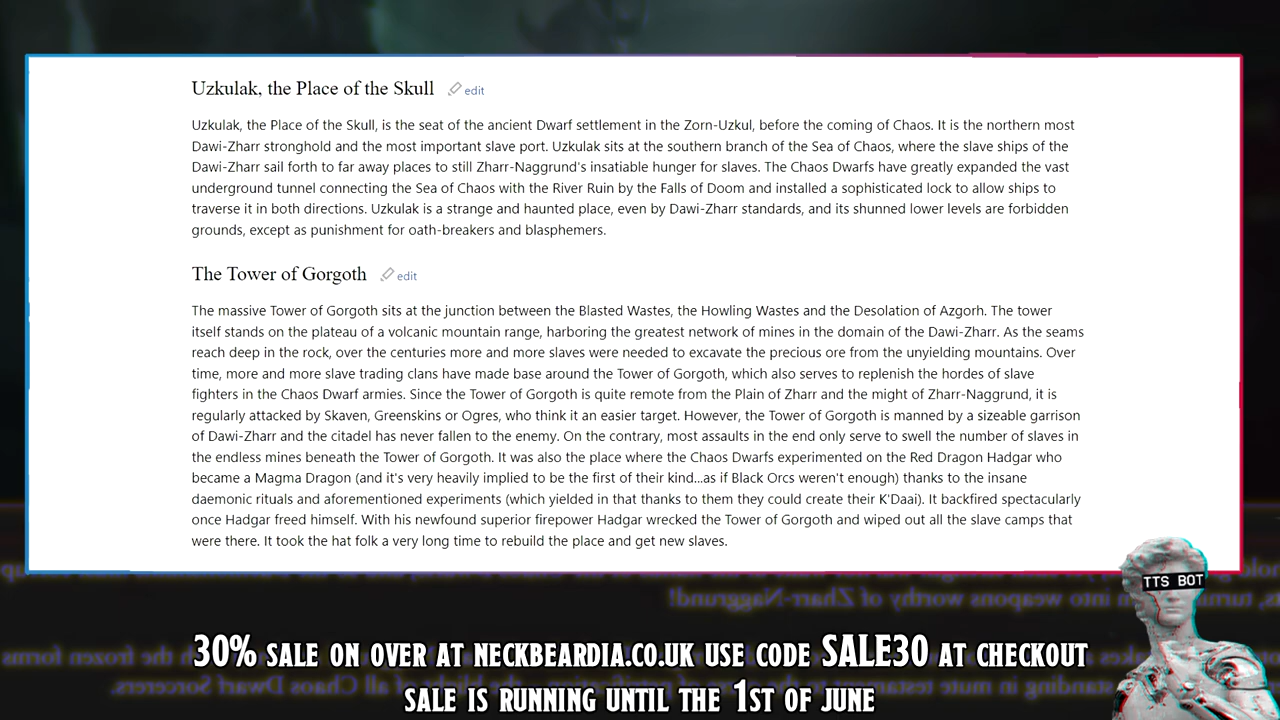 Uzkulak, the Place of the Skull edit
Uzkulak, the Place of the Skull, is the seat of the ancient Dwarf settlement in the Zorn-Uzkul, before the coming of Chaos. It is the northern most
Dawi-Zharr stronghold and the most important slave port. Uzkulak sits at the southern branch of the Sea of Chaos, where the slave ships of the
Dawi-Zharr sail forth to far away places to still Zharr-Naggrund's insatiable hunger for slaves. The Chaos Dwarfs have greatly expanded the vast
underground tunnel connecting the Sea of Chaos with the River Ruin by the Falls of Doom and installed a sophisticated lock to allow ships to
traverse it in both directions. Uzkulak is a strange and haunted place, even by Dawi-Zharr standards, and its shunned lower levels are forbidden
grounds, except as punishment for oath-breakers and blasphemers.
The Tower of Gorgoth edit
The massive Tower of Gorgoth sits at the junction between the Blasted Wastes, the Howling Wastes and the Desolation of Azgorh. The tower
itself stands on the plateau of a volcanic mountain range, harboring the greatest network of mines in the domain of the Dawi-Zharr. As the seams
reach deep in the rock, over the centuries more and more slaves were needed to excavate the precious ore from the unyielding mountains. Over
time, more and more slave trading clans have made base around the Tower of Gorgoth, which also serves to replenish the hordes of slave
fighters in the Chaos Dwarf armies. Since the Tower of Gorgoth is quite remote from the Plain of Zharr and the might of Zharr-Naggrund, it is
regularly attacked by Skaven, Greenskins or Ogres, who think it an easier target. However, the Tower of Gorgoth is manned by a sizeable garrison
of Dawi-Zharr and the citadel has never fallen to the enemy. On the contrary, most assaults in the end only serve to swell the number of slaves in
the endless mines beneath the Tower of Gorgoth. It was also the place where the Chaos Dwarfs experimented on the Red Dragon Hadgar who
became a Magma Dragon (and it's very heavily implied to be the first of their kind...as if Black Orcs weren't enough) thanks to the insane
daemonic rituals and aforementioned experiments (which yielded in that thanks to them they could create their K'Daai). It backfired spectacularly
once Hadgar freed himself. With his newfound superior firepower Hadgar wrecked the Tower of Gorgoth and wiped out all the slave camps that
were there. It took the hat folk a very long time to rebuild the place and get new slaves.
TTS BOT
into weapons worthy of Zharr-Naggrund!
the frozen forms
standing in mute testament to the of all Chaos Dwarf Sorcerers.
30% SALE ON OVER AT NECKBEARDIA.CO.UK USE CODE SALE30 AT CHECKOUT
SALE IS RUNNING UNTIL THE 1ST OF JUNE